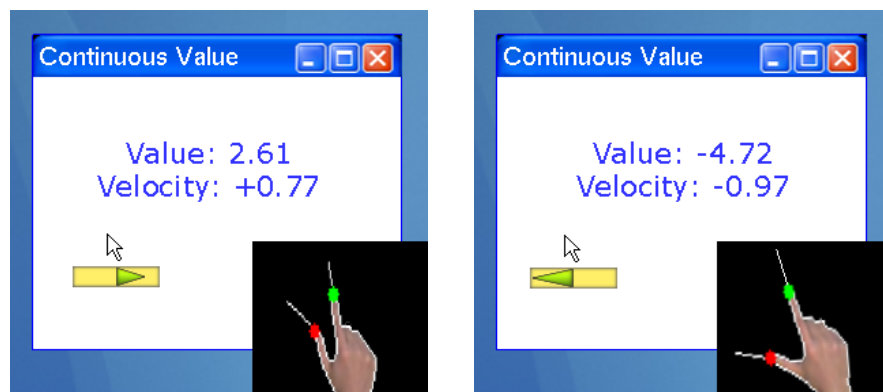 Continuous Value
Value: 2.61
Velocity: +0.77
Continuous Value
Value: -4.72
Velocity: -0.97